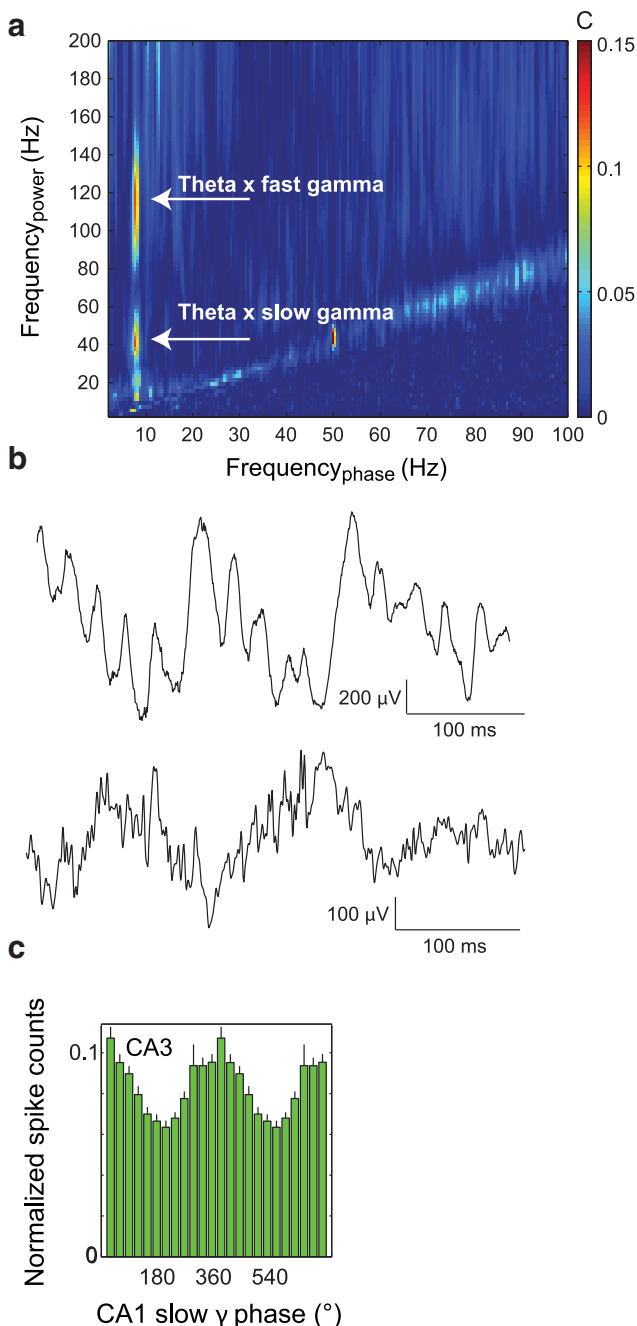 a
C
200
180
160
140
120
100
80
60
40
20
Frequency_power (Hz)
Theta x fast gamma
Theta x slow gamma
0.15
0.1
0.05
0
10 20 30 40 50 60 70 80 90 100
Frequency_phase (Hz)
b
200 µV
100 ms
100 µV
100 ms
c
Normalized spike counts
0.1
0
CA3
180 360 540
CA1 slow γ phase (°)